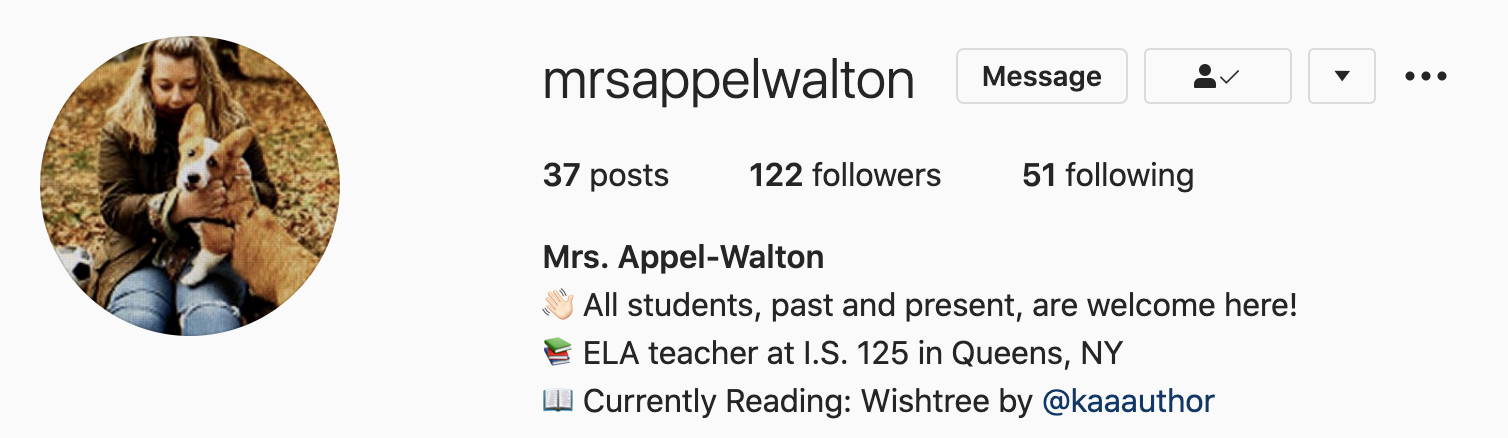 mrsappelwalton Message
37 posts 122 followers 51 following
Mrs. Appel-Walton
👋🏻 All students, past and present, are welcome here!
📚 ELA teacher at I.S. 125 in Queens, NY
📖 Currently Reading: Wishtree by @kaaauthor